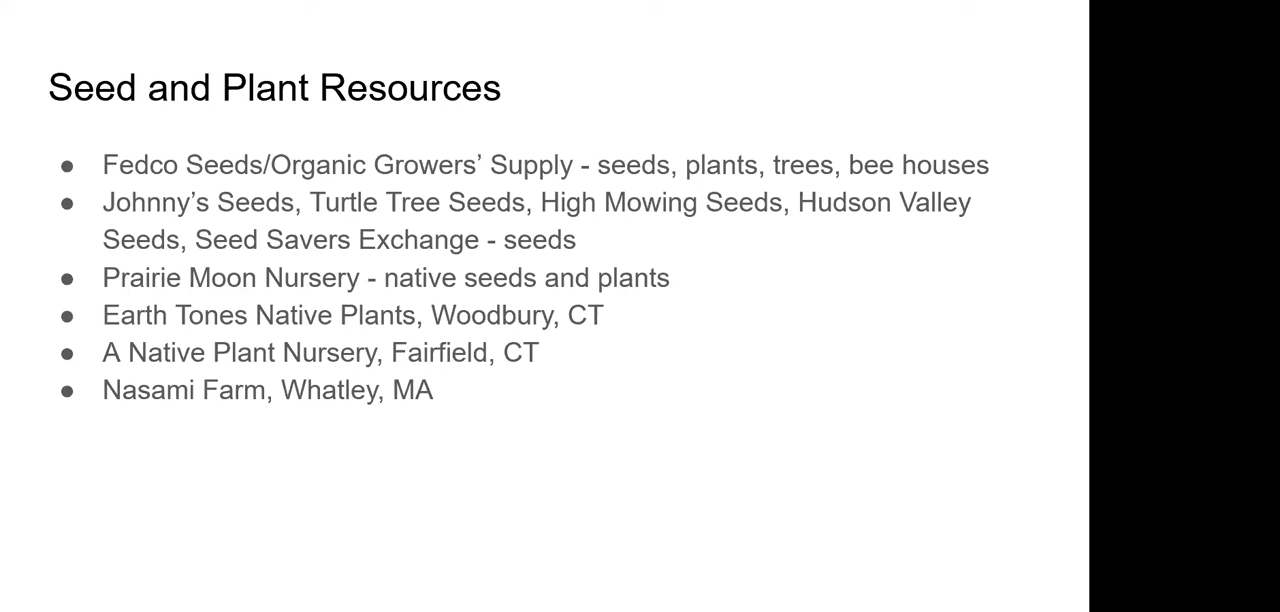 Seed and Plant Resources
● Fedco Seeds/Organic Growers’ Supply - seeds, plants, trees, bee houses
● Johnny’s Seeds, Turtle Tree Seeds, High Mowing Seeds, Hudson Valley
Seeds, Seed Savers Exchange - seeds
● Prairie Moon Nursery - native seeds and plants
● Earth Tones Native Plants, Woodbury, CT
● A Native Plant Nursery, Fairfield, CT
● Nasami Farm, Whatley, MA